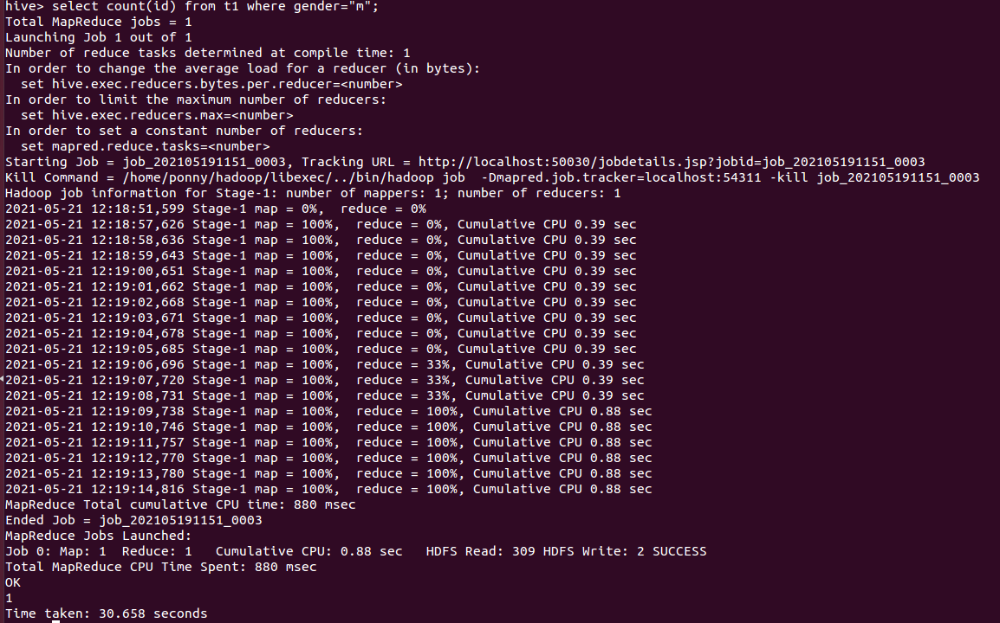 hive> select count(id) from t1 where gender="m";
Total MapReduce jobs = 1
Launching Job 1 out of 1
Number of reduce tasks determined at compile time: 1
In order to change the average load for a reducer (in bytes):
  set hive.exec.reducers.bytes.per.reducer=<number>
In order to limit the maximum number of reducers:
  set hive.exec.reducers.max=<number>
In order to set a constant number of reducers:
  set mapred.reduce.tasks=<number>
Starting Job = job_202105191151_0003, Tracking URL = http://localhost:50030/jobdetails.jsp?jobid=job_202105191151_0003
Kill Command = /home/ponny/hadoop/libexec/../bin/hadoop job  -Dmapred.job.tracker=localhost:54311 -kill job_202105191151_0003
Hadoop job information for Stage-1: number of mappers: 1; number of reducers: 1
2021-05-21 12:18:51,599 Stage-1 map = 0%,  reduce = 0%
2021-05-21 12:18:57,626 Stage-1 map = 100%,  reduce = 0%, Cumulative CPU 0.39 sec
2021-05-21 12:18:58,636 Stage-1 map = 100%,  reduce = 0%, Cumulative CPU 0.39 sec
2021-05-21 12:18:59,643 Stage-1 map = 100%,  reduce = 0%, Cumulative CPU 0.39 sec
2021-05-21 12:19:00,651 Stage-1 map = 100%,  reduce = 0%, Cumulative CPU 0.39 sec
2021-05-21 12:19:01,662 Stage-1 map = 100%,  reduce = 0%, Cumulative CPU 0.39 sec
2021-05-21 12:19:02,668 Stage-1 map = 100%,  reduce = 0%, Cumulative CPU 0.39 sec
2021-05-21 12:19:03,671 Stage-1 map = 100%,  reduce = 0%, Cumulative CPU 0.39 sec
2021-05-21 12:19:04,678 Stage-1 map = 100%,  reduce = 0%, Cumulative CPU 0.39 sec
2021-05-21 12:19:05,685 Stage-1 map = 100%,  reduce = 0%, Cumulative CPU 0.39 sec
2021-05-21 12:19:06,696 Stage-1 map = 100%,  reduce = 33%, Cumulative CPU 0.39 sec
2021-05-21 12:19:07,720 Stage-1 map = 100%,  reduce = 33%, Cumulative CPU 0.39 sec
2021-05-21 12:19:08,731 Stage-1 map = 100%,  reduce = 33%, Cumulative CPU 0.39 sec
2021-05-21 12:19:09,738 Stage-1 map = 100%,  reduce = 100%, Cumulative CPU 0.88 sec
2021-05-21 12:19:10,746 Stage-1 map = 100%,  reduce = 100%, Cumulative CPU 0.88 sec
2021-05-21 12:19:11,757 Stage-1 map = 100%,  reduce = 100%, Cumulative CPU 0.88 sec
2021-05-21 12:19:12,770 Stage-1 map = 100%,  reduce = 100%, Cumulative CPU 0.88 sec
2021-05-21 12:19:13,780 Stage-1 map = 100%,  reduce = 100%, Cumulative CPU 0.88 sec
2021-05-21 12:19:14,816 Stage-1 map = 100%,  reduce = 100%, Cumulative CPU 0.88 sec
MapReduce Total cumulative CPU time: 880 msec
Ended Job = job_202105191151_0003
MapReduce Jobs Launched:
Job 0: Map: 1  Reduce: 1   Cumulative CPU: 0.88 sec   HDFS Read: 309 HDFS Write: 2 SUCCESS
Total MapReduce CPU Time Spent: 880 msec
OK
1
Time taken: 30.658 seconds